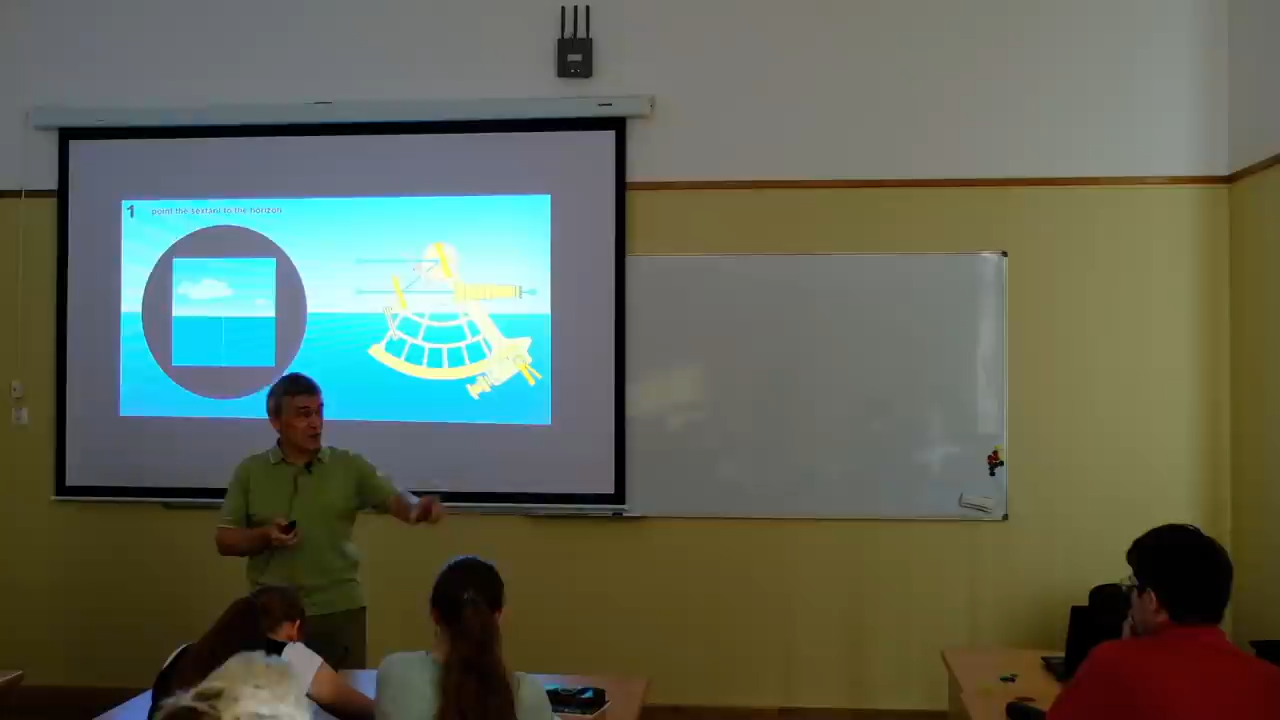 1 point the sextant to the horizon